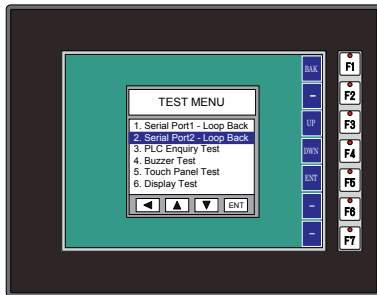 TEST MENU
1. Serial Port1 - Loop Back
2. Serial Port2 - Loop Back
3. PLC Enquiry Test
4. Buzzer Test
5. Touch Panel Test
6. Display Test
ENT
BAK
-
UP
DWN
ENT
-
-
F1
F2
F3
F4
F5
F6
F7